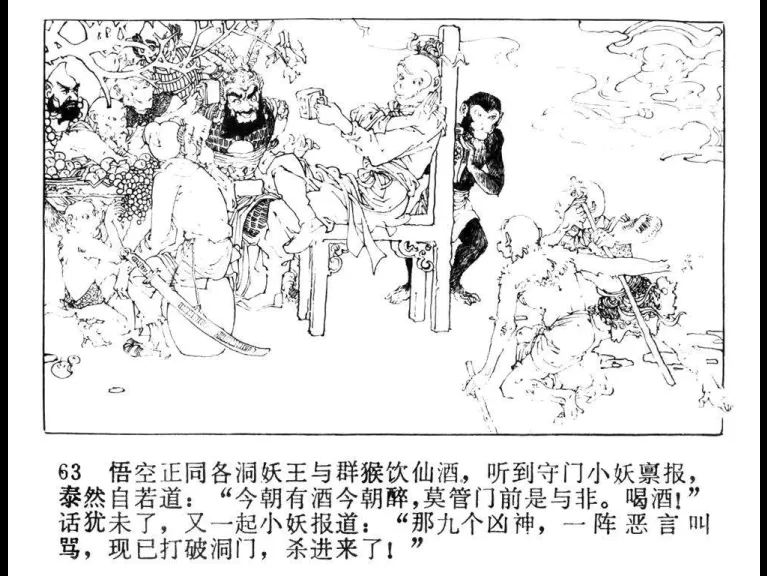 63 悟空正同各洞妖王与群猴饮仙酒，听到守门小妖禀报，
泰然自若道：“今朝有酒今朝醉，莫管门前是与非。喝酒！”
话犹未了，又一起小妖报道：“那九个凶神，一阵恶言叫
骂，现已打破洞门，杀进来了！”